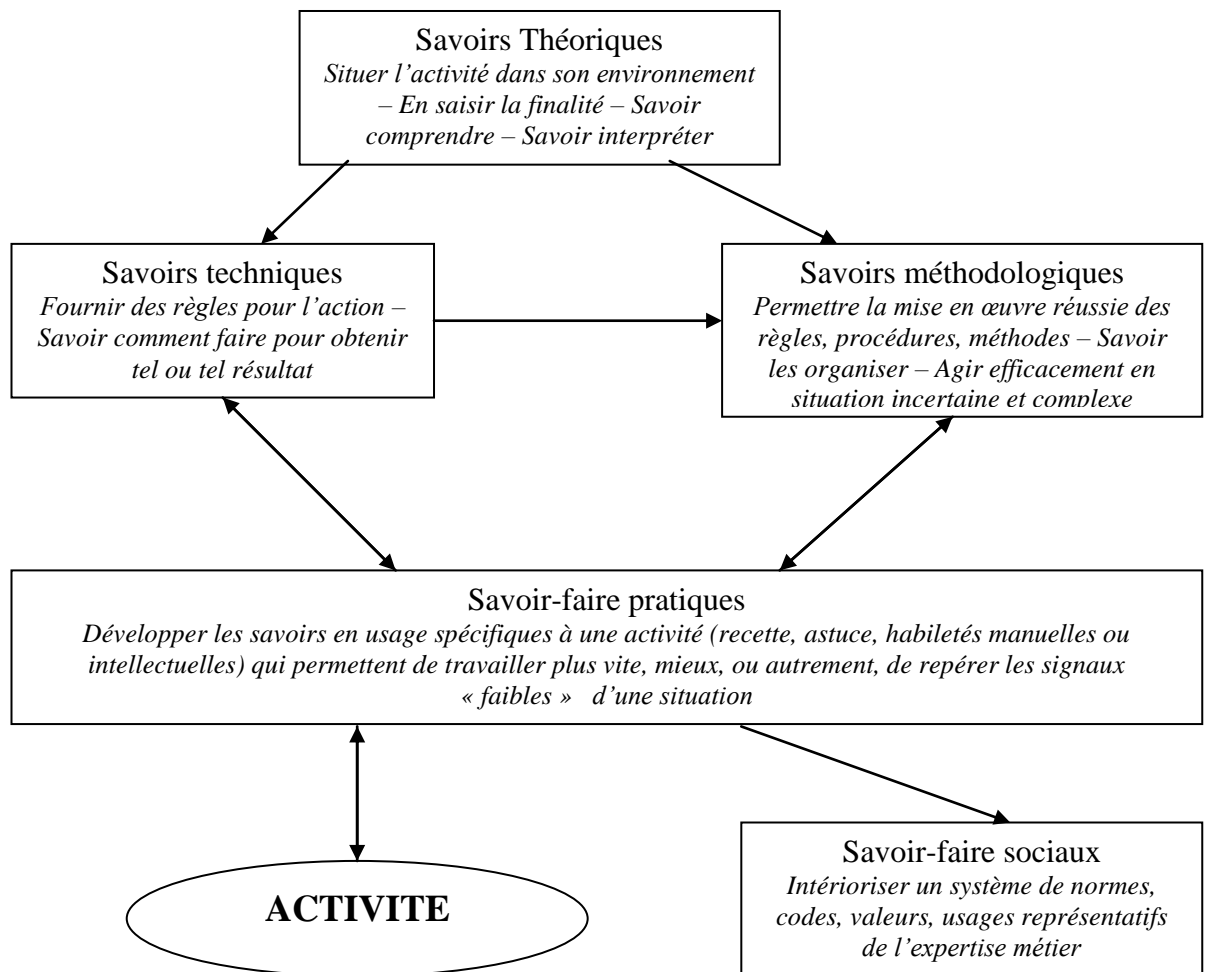 Savoirs Théoriques
Situer l’activité dans son environnement
– En saisir la finalité – Savoir
comprendre – Savoir interpréter
Savoirs techniques
Fournir des règles pour l’action –
Savoir comment faire pour obtenir
tel ou tel résultat
Savoirs méthodologiques
Permettre la mise en œuvre réussie des
règles, procédures, méthodes – Savoir
les organiser – Agir efficacement en
situation incertaine et complexe
Savoir-faire pratiques
Développer les savoirs en usage spécifiques à une activité (recette, astuce, habiletés manuelles ou
intellectuelles) qui permettent de travailler plus vite, mieux, ou autrement, de repérer les signaux
« faibles » d’une situation
ACTIVITE
Savoir-faire sociaux
Intérioriser un système de normes,
codes, valeurs, usages représentatifs
de l’expertise métier